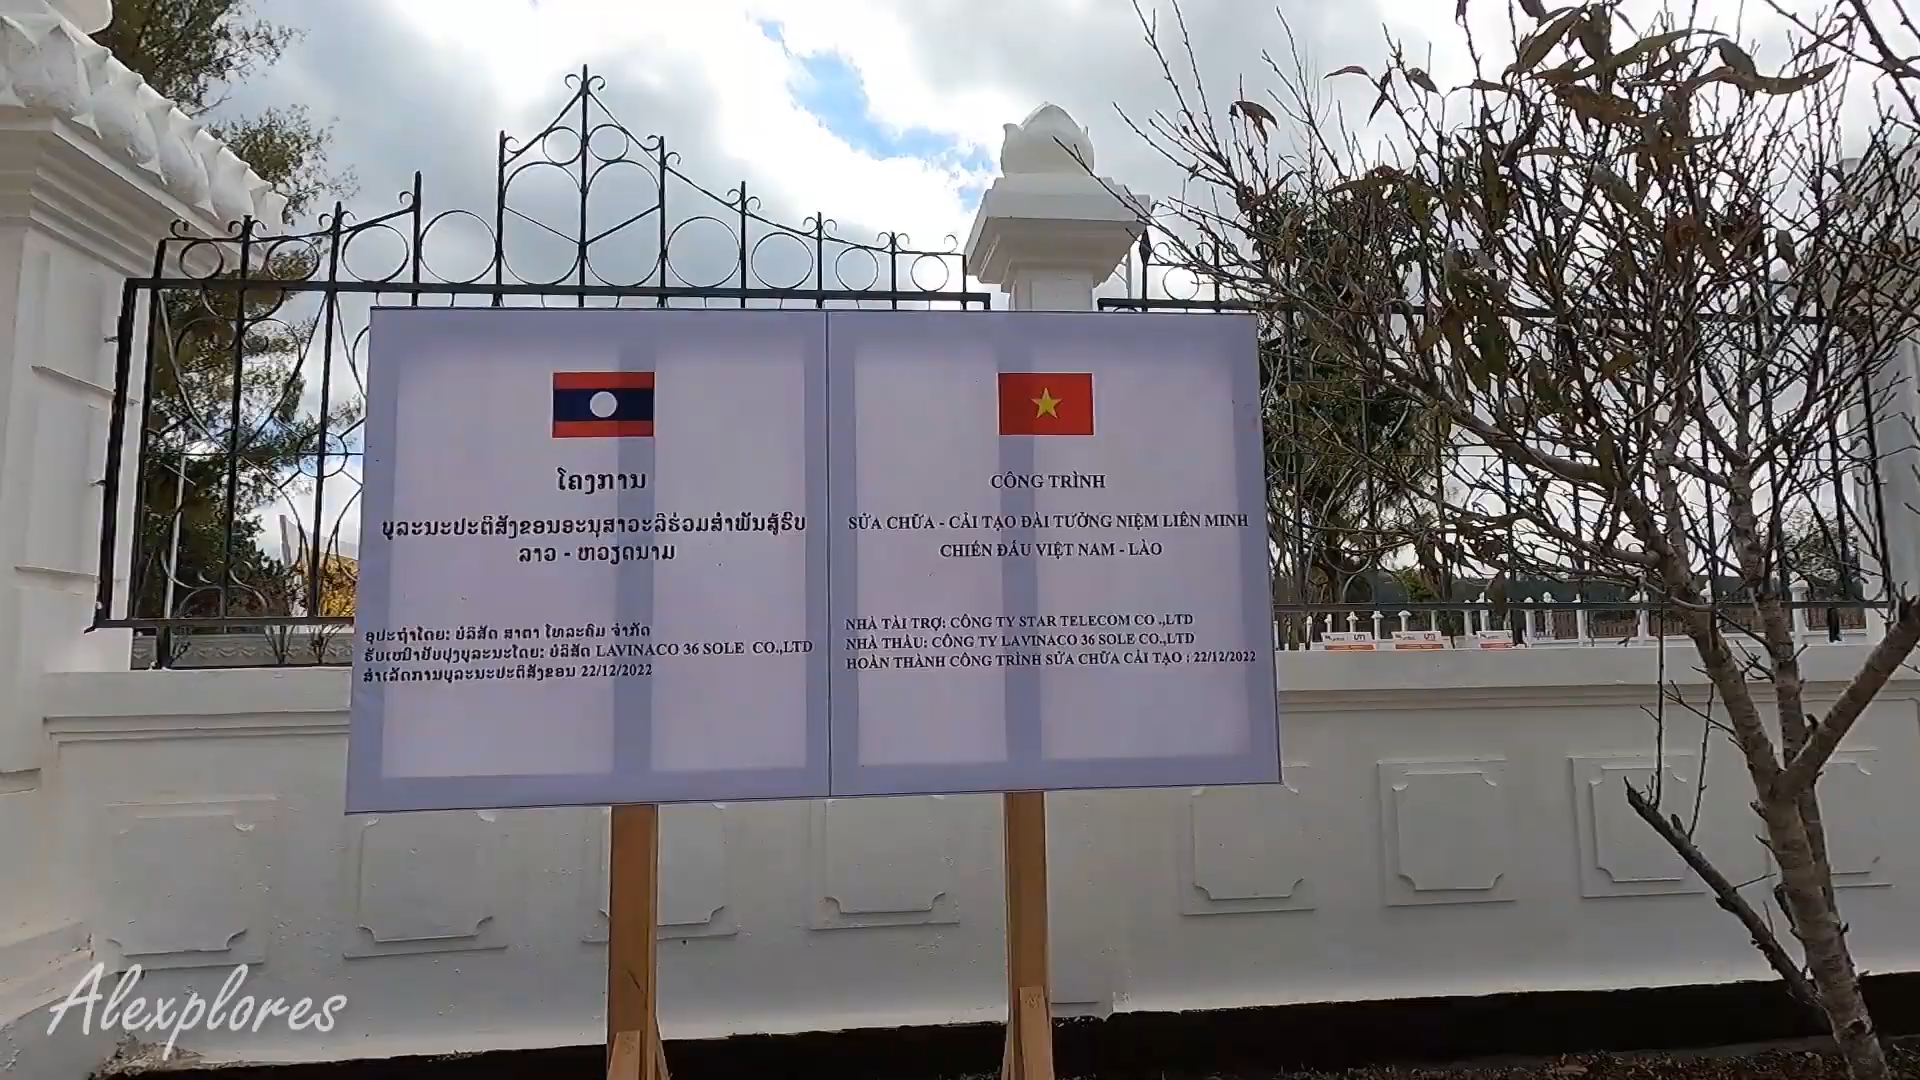 ໂຄງການ
ບູລະນະປະຕິສັງຂອນອະນຸສາວະລີຮ່ວມສຳພັນສູ້ຮົບ
ລາວ - ຫວຽດນາມ
ອຸປະຖຳໂດຍ: ບໍລິສັດ ສາຕາ ໂທລະຄົມ ຈຳກັດ
ຮັບເໝົາປັບປຸງບູລະນະໂດຍ: ບໍລິສັດ LAVINACO 36 SOLE CO.,LTD
ສຳເລັດການບູລະນະປະຕິສັງຂອນ 22/12/2022
CÔNG TRÌNH
SỬA CHỮA - CẢI TẠO ĐÀI TƯỞNG NIỆM LIÊN MINH
CHIẾN ĐẤU VIỆT NAM - LÀO
NHÀ TÀI TRỢ: CÔNG TY STAR TELECOM CO .,LTD
NHÀ THẦU: CÔNG TY LAVINACO 36 SOLE CO.,LTD
HOÀN THÀNH CÔNG TRÌNH SỬA CHỮA CẢI TẠO : 22/12/2022
Alexplores